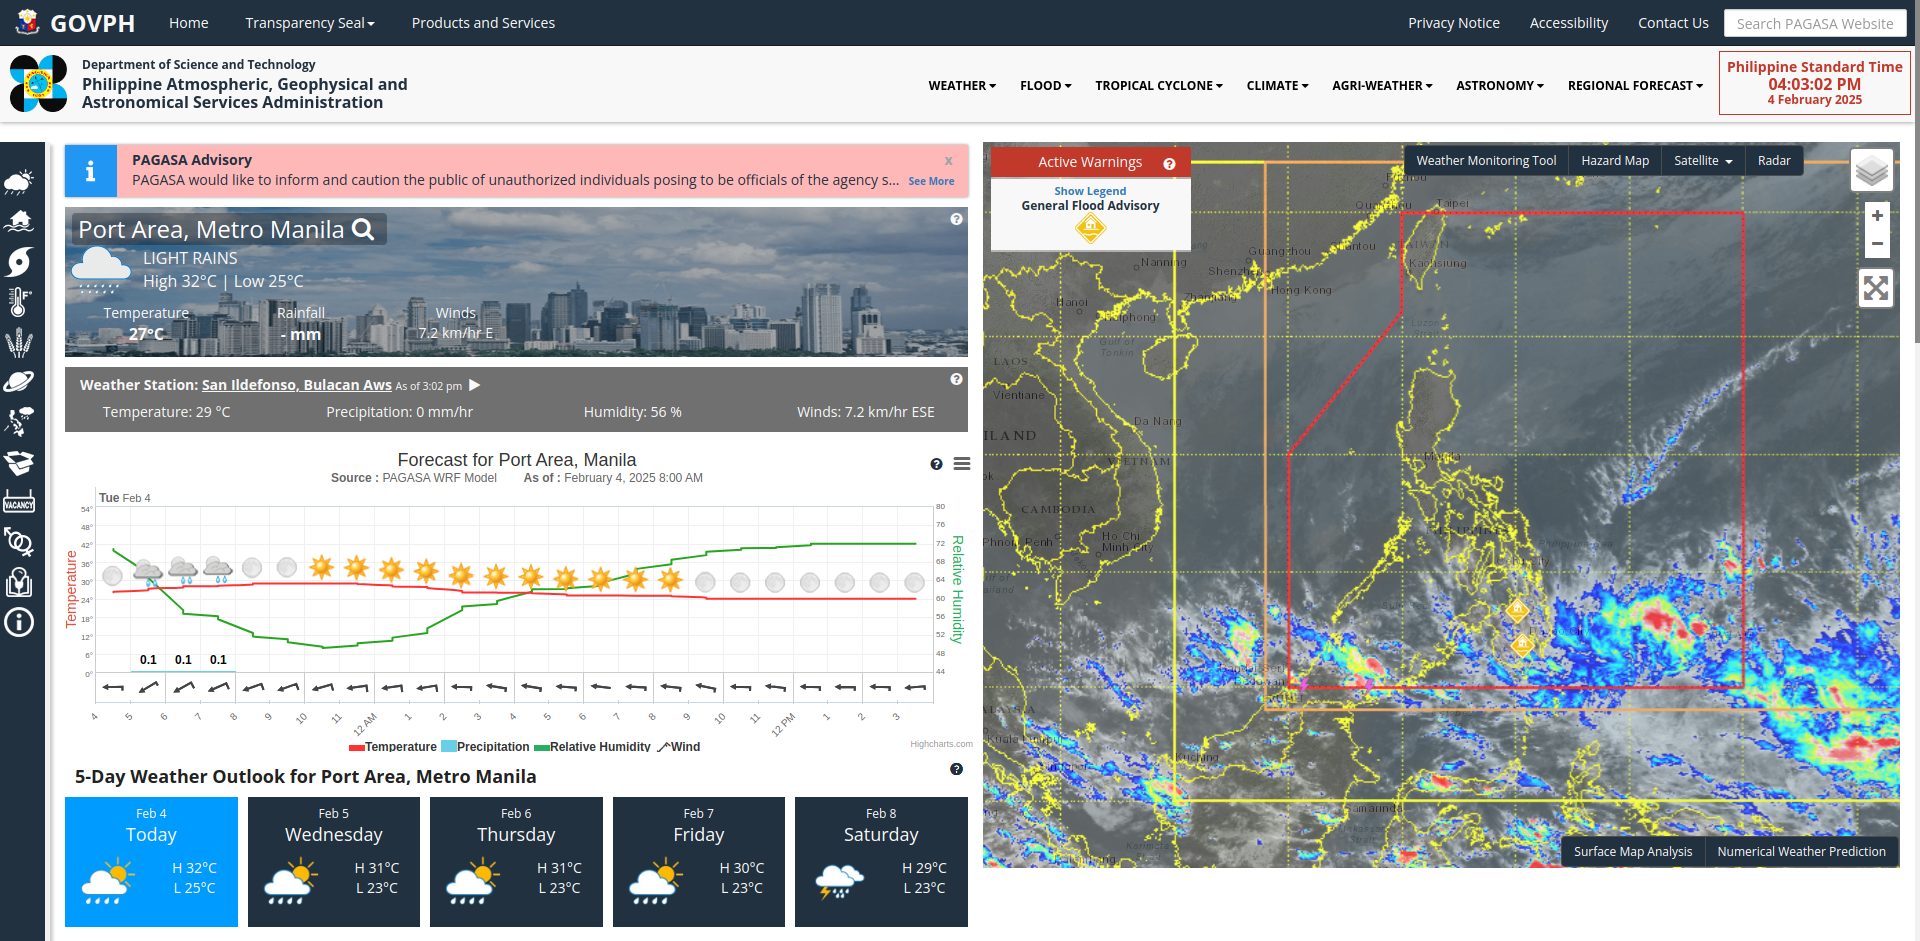 GOVPH
Home
Transparency Seal
Products and Services
Privacy Notice
Accessibility
Contact Us
Search PAGASA Website
Department of Science and Technology
Philippine Atmospheric, Geophysical and
Astronomical Services Administration
WEATHER
FLOOD
TROPICAL CYCLONE
CLIMATE
AGRI-WEATHER
ASTRONOMY
REGIONAL FORECAST
Philippine Standard Time
04:03:02 PM
4 February 2025
VACANCY
PAGASA Advisory
x
PAGASA would like to inform and caution the public of unauthorized individuals posing to be officials of the agency s...
See More
Port Area, Metro Manila
LIGHT RAINS
High 32°C | Low 25°C
Temperature
Rainfall
Winds
27°C
- mm
7.2 km/hr E
Weather Station: San Ildefonso, Bulacan Aws As of 3:02 pm
Temperature: 29 °C
Precipitation: 0 mm/hr
Humidity: 56 %
Winds: 7.2 km/hr ESE
Forecast for Port Area, Manila
Source : PAGASA WRF Model As of : February 4, 2025 8:00 AM
Tue Feb 4
54°
48°
42°
36°
30°
24°
18°
12°
6°
0°
Temperature
80
76
72
68
64
60
56
52
48
44
Relative Humidity
0.1 0.1 0.1
4 5 6 7 8 9 10 11 12 AM 1 2 3 4 5 6 7 8 9 10 11 12 PM 1 2 3
Temperature Precipitation Relative Humidity Wind
Highcharts.com
5-Day Weather Outlook for Port Area, Metro Manila
Feb 4
Today
H 32°C
L 25°C
Feb 5
Wednesday
H 31°C
L 23°C
Feb 6
Thursday
H 31°C
L 23°C
Feb 7
Friday
H 30°C
L 23°C
Feb 8
Saturday
H 29°C
L 23°C
Active Warnings
Show Legend
General Flood Advisory
Weather Monitoring Tool
Hazard Map
Satellite
Radar
+
−
Taipei
Guangzhou
Nanning
Shenzhen
Kaohsiung
Hong Kong
Hanoi
Gulf of
Tonkin
LAOS
Vientiane
Da Nang
VIETNAM
Manila
CAMBODIA
Phnom Penh
Ho Chi
Minh City
Kuching
Samarinda
Surface Map Analysis
Numerical Weather Prediction